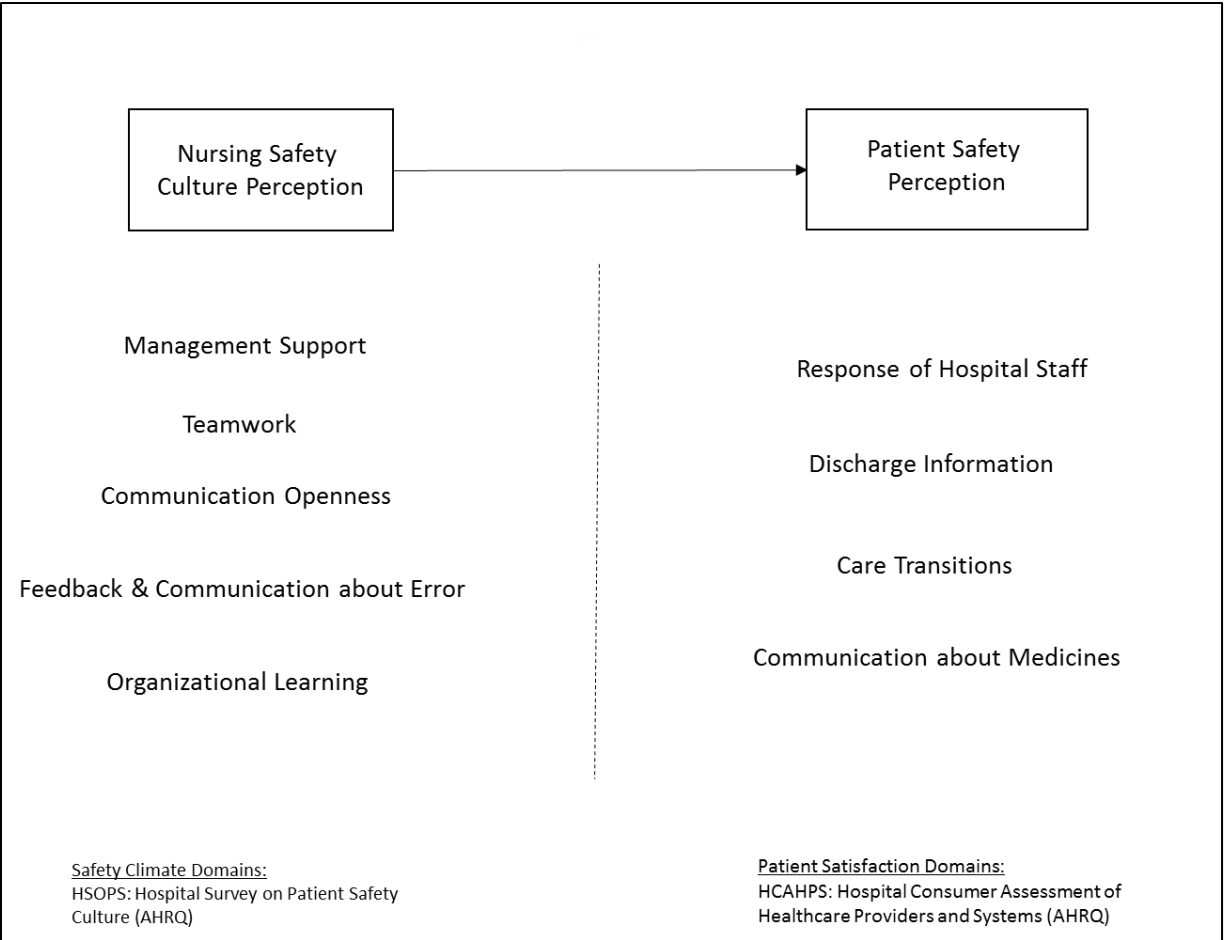 Nursing Safety
Culture Perception
Patient Safety
Perception
Management Support
Teamwork
Communication Openness
Feedback & Communication about Error
Organizational Learning
Response of Hospital Staff
Discharge Information
Care Transitions
Communication about Medicines
Safety Climate Domains:
HSOPS: Hospital Survey on Patient Safety
Culture (AHRQ)
Patient Satisfaction Domains:
HCAHPS: Hospital Consumer Assessment of
Healthcare Providers and Systems (AHRQ)